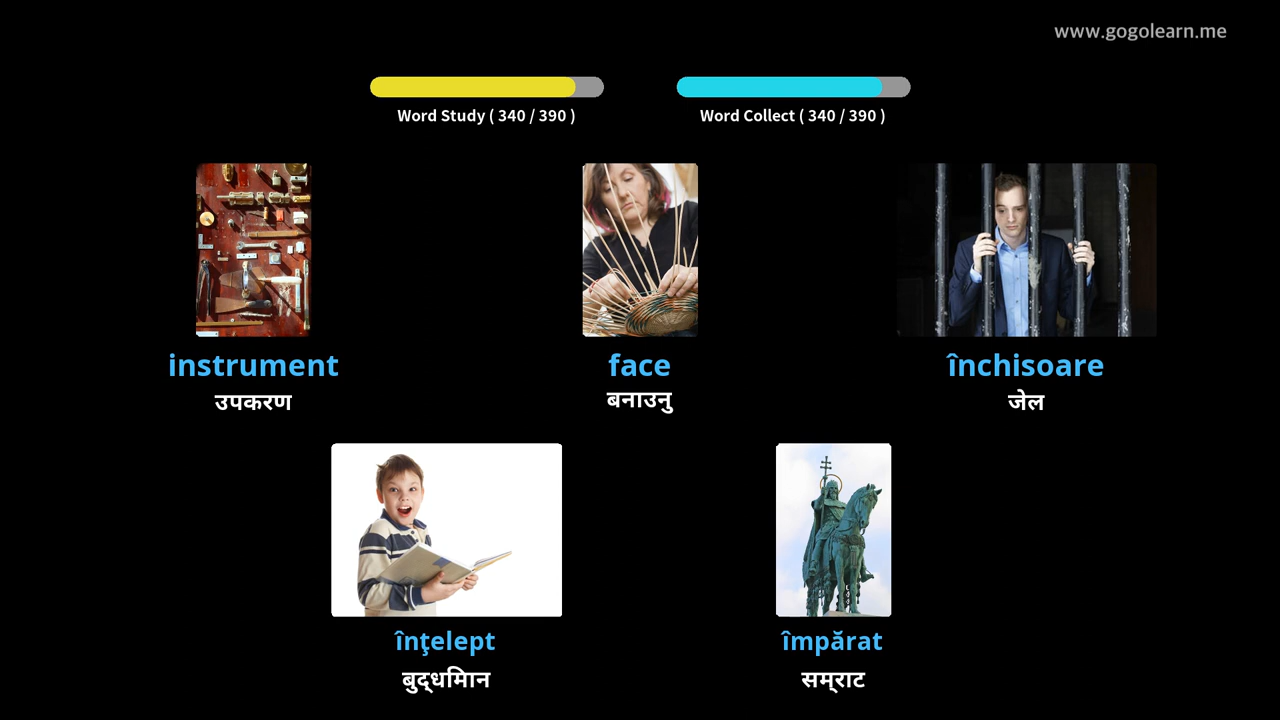 www.gogolearn.me
Word Study ( 340 / 390 )
Word Collect ( 340 / 390 )
instrument
उपकरण
face
बनाउनु
închisoare
जेल
înţelept
बुद्धिमान
împărat
सम्राट